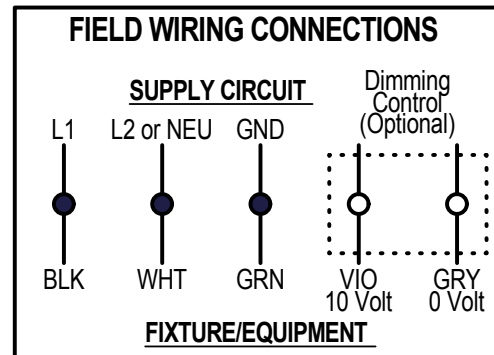 FIELD WIRING CONNECTIONS
SUPPLY CIRCUIT
Dimming
Control
(Optional)
L1 L2 or NEU GND
BLK WHT GRN VIO GRY
10 Volt 0 Volt
FIXTURE/EQUIPMENT